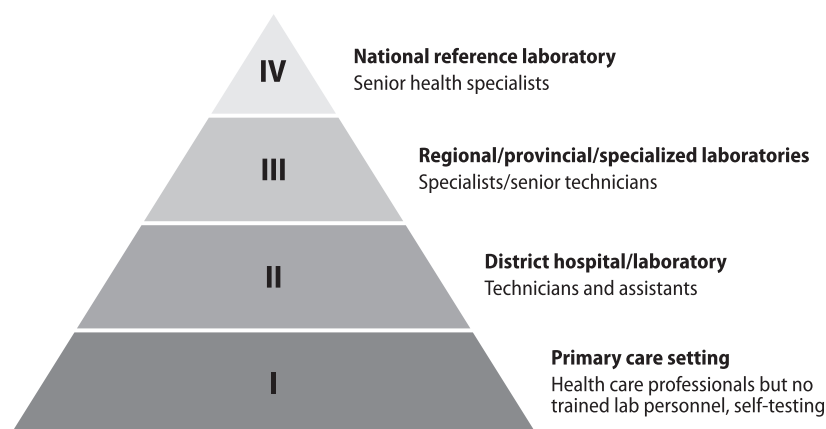 IV
National reference laboratory
Senior health specialists
III
Regional/provincial/specialized laboratories
Specialists/senior technicians
II
District hospital/laboratory
Technicians and assistants
I
Primary care setting
Health care professionals but no
trained lab personnel, self-testing